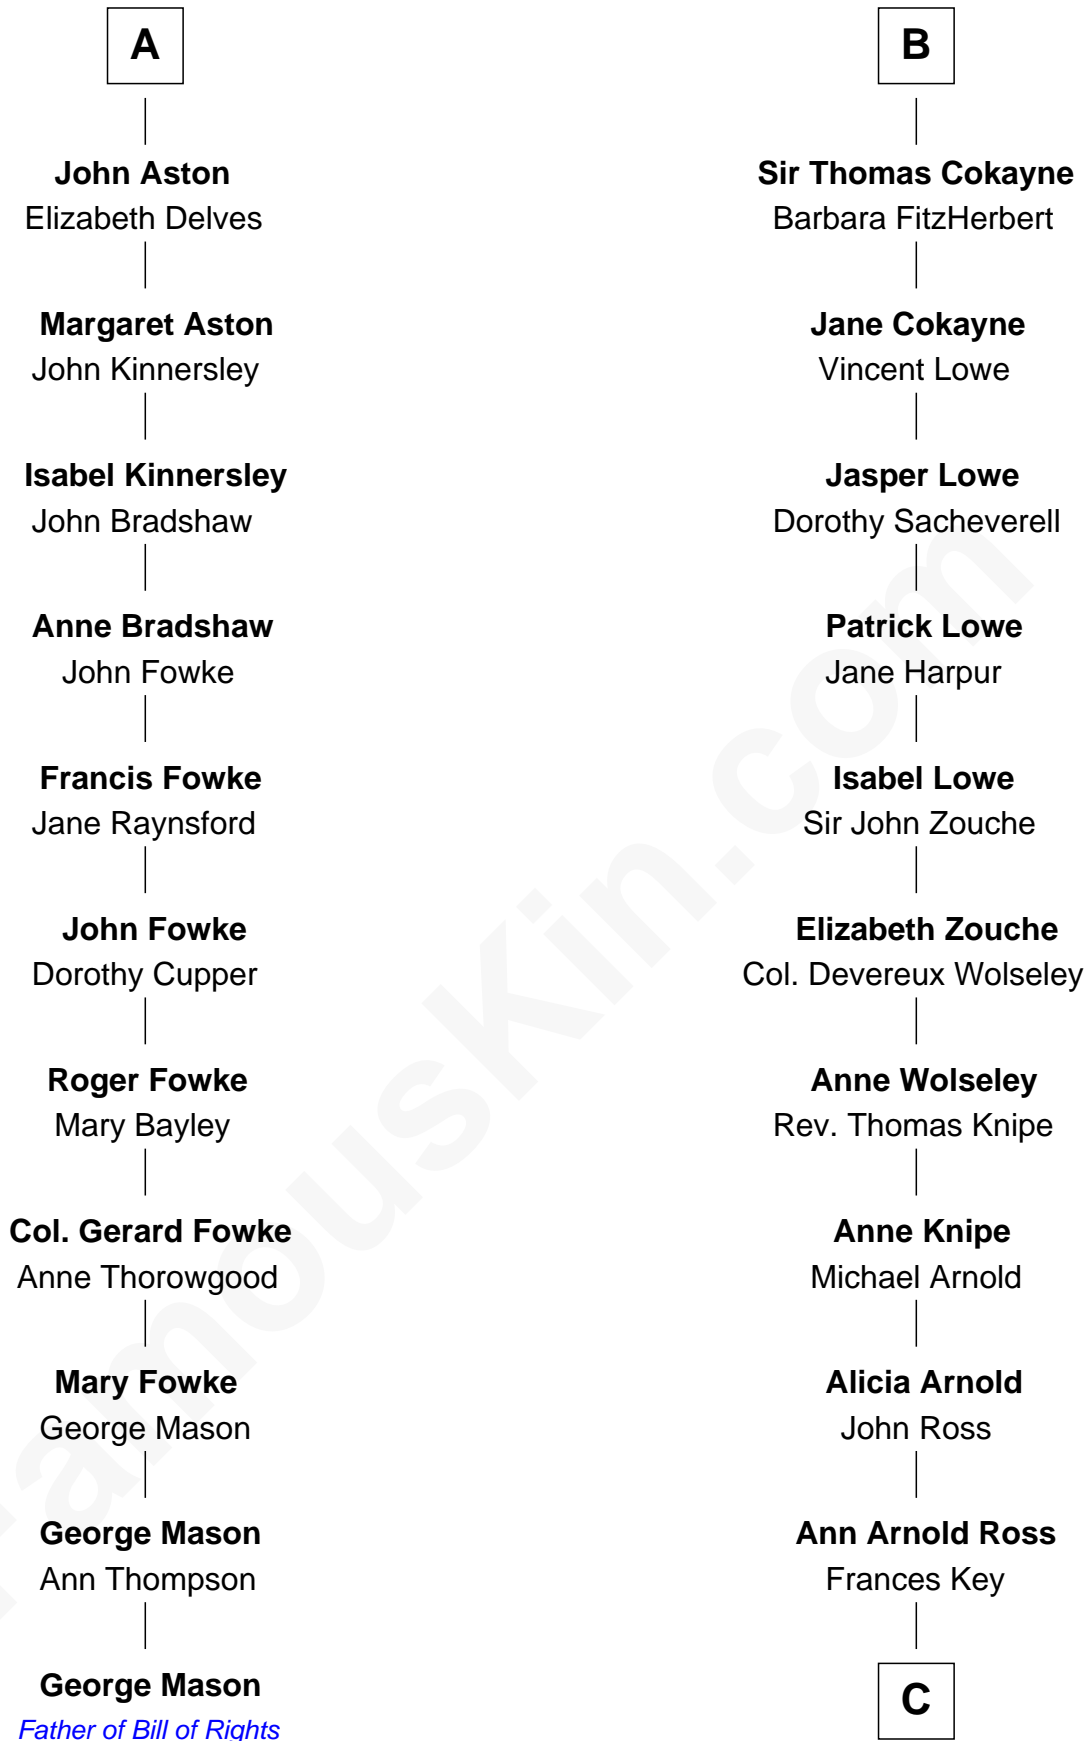 A
John Aston
Elizabeth Delves
Margaret Aston
John Kinnersley
Isabel Kinnersley
John Bradshaw
Anne Bradshaw
John Fowke
Francis Fowke
Jane Raynsford
John Fowke
Dorothy Cupper
Roger Fowke
Mary Bayley
Col. Gerard Fowke
Anne Thorowgood
Mary Fowke
George Mason
George Mason
Ann Thompson
George Mason
Father of Bill of Rights
B
Sir Thomas Cokayne
Barbara FitzHerbert
Jane Cokayne
Vincent Lowe
Jasper Lowe
Dorothy Sacheverell
Patrick Lowe
Jane Harpur
Isabel Lowe
Sir John Zouche
Elizabeth Zouche
Col. Devereux Wolseley
Anne Wolseley
Rev. Thomas Knipe
Anne Knipe
Michael Arnold
Alicia Arnold
John Ross
Ann Arnold Ross
Frances Key
C
FamousKin.com